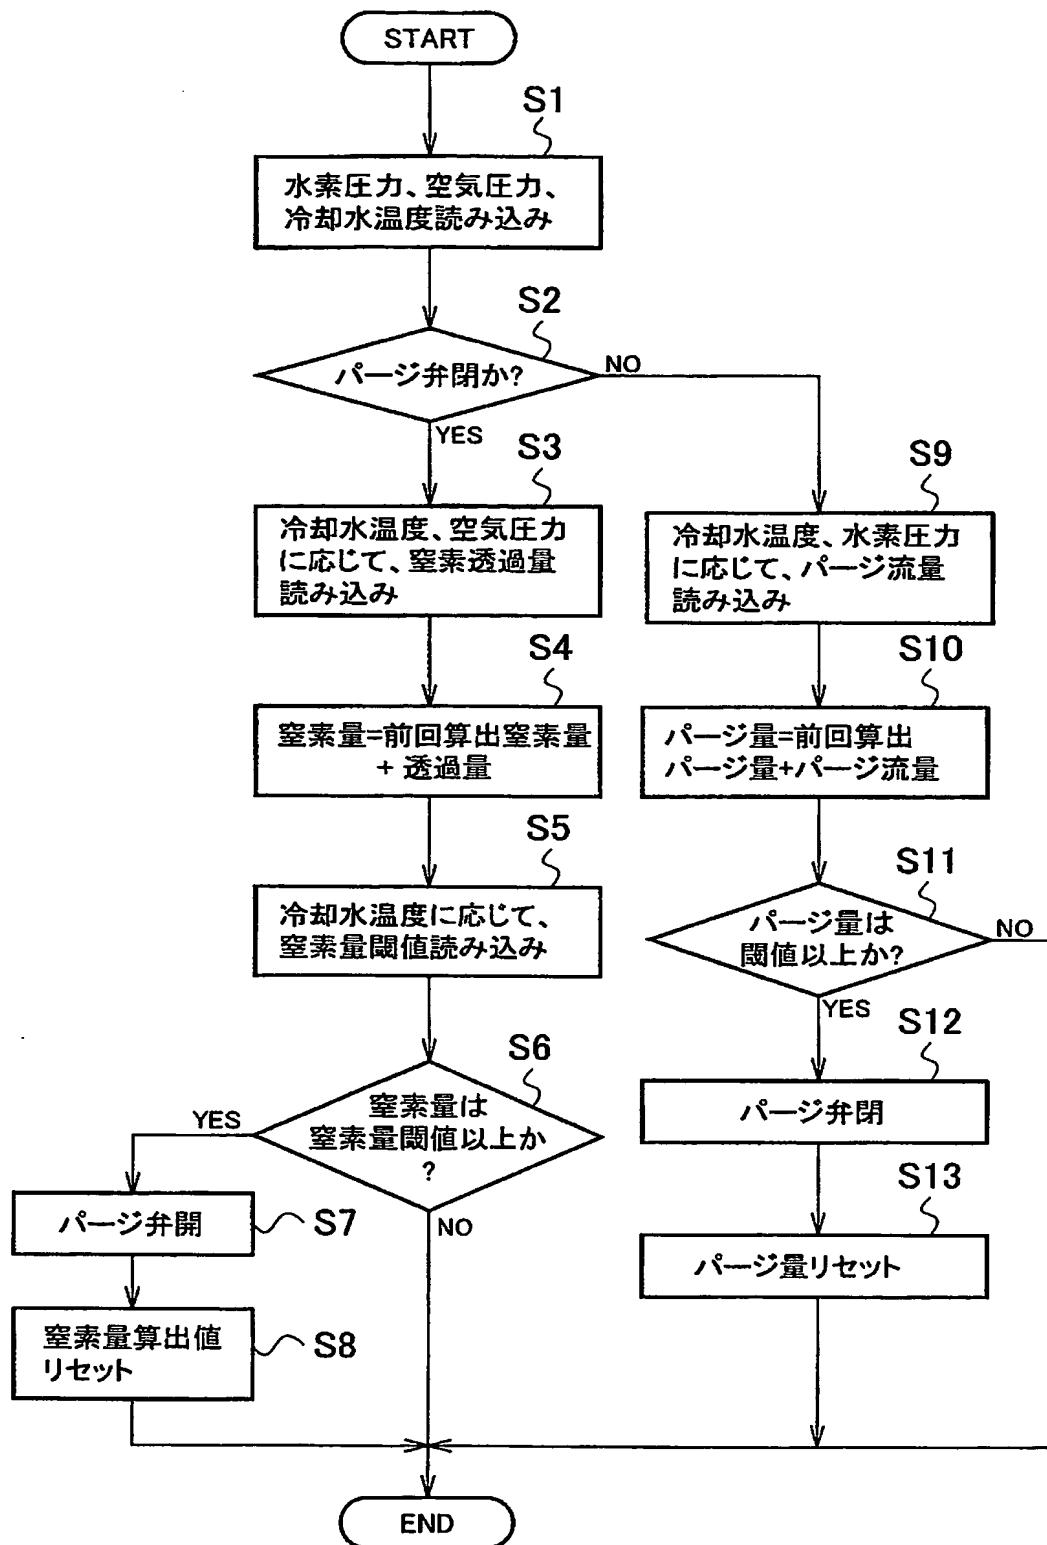 START
S1
水素圧力、空気圧力、
冷却水温度読み込み
S2
パージ弁閉か?
NO
YES
S3
冷却水温度、空気圧力
に応じて、窒素透過量
読み込み
S4
窒素量=前回算出窒素量
+ 透過量
S5
冷却水温度に応じて、
窒素量閾値読み込み
S6
窒素量は
窒素量閾値以上か
?
YES
NO
パージ弁開
S7
窒素量算出値
リセット
S8
S9
冷却水温度、水素圧力
に応じて、パージ流量
読み込み
S10
パージ量=前回算出
パージ量+パージ流量
S11
パージ量は
閾値以上か?
NO
YES
S12
パージ弁閉
S13
パージ量リセット
END